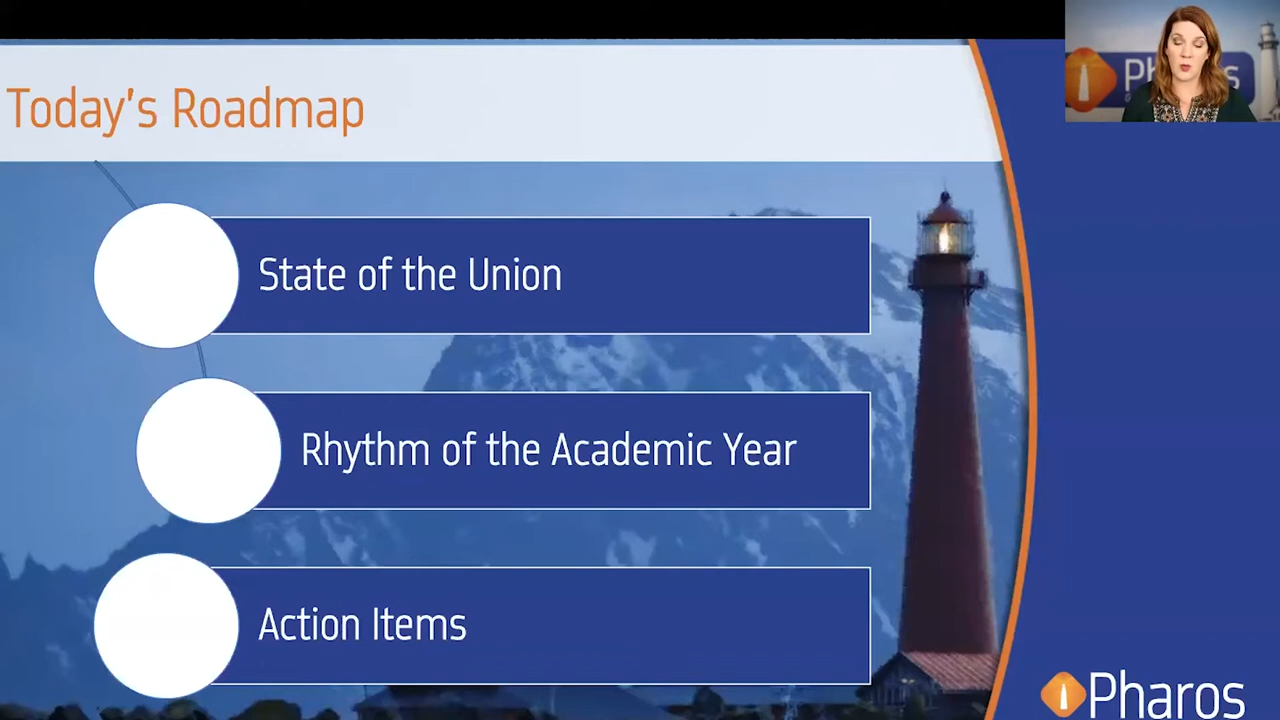 Today's Roadmap
State of the Union
Rhythm of the Academic Year
Action Items
Pharos